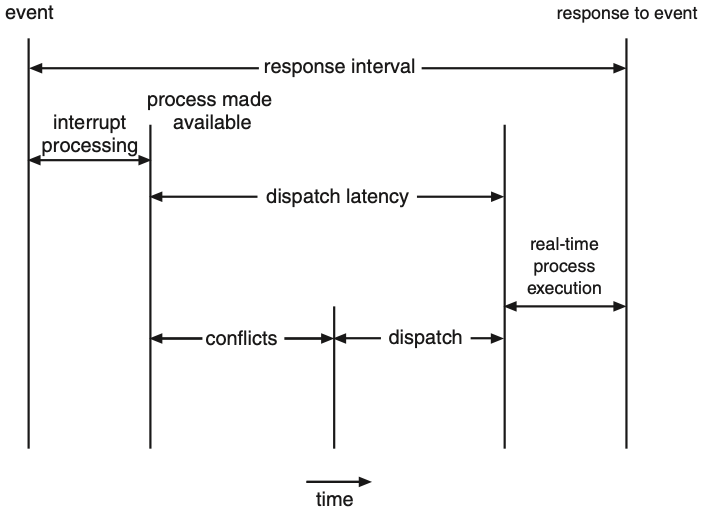 event
response to event
response interval
process made
available
interrupt
processing
dispatch latency
real-time
process
execution
conflicts
dispatch
time